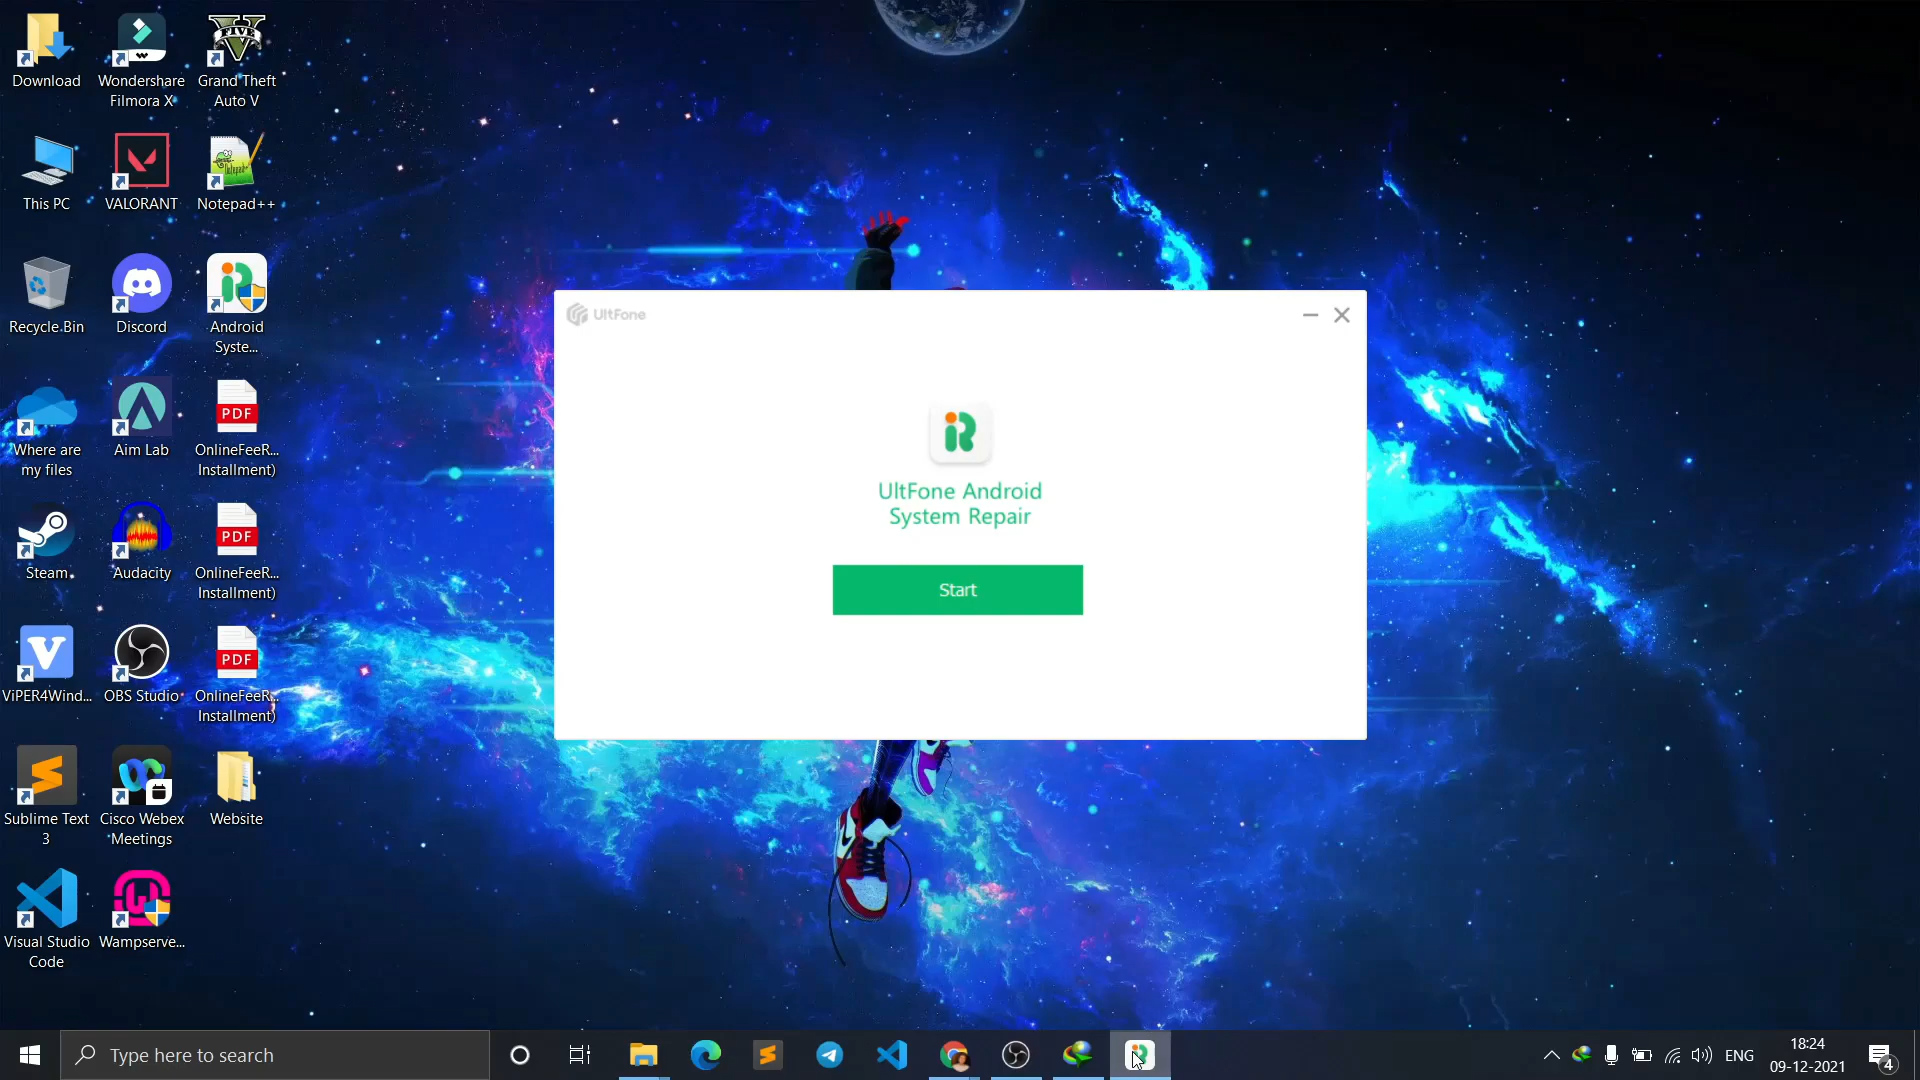 Download
Wondershare
Filmora X
Grand Theft
Auto V
FIVE
This PC
VALORANT
Notepad++
Recycle Bin
Discord
Android
Syste...
Where are
my files
Aim Lab
PDF
OnlineFeeR...
Installment)
Steam
Audacity
PDF
OnlineFeeR...
Installment)
ViPER4Wind...
OBS Studio
PDF
OnlineFeeR...
Installment)
Sublime Text
3
Cisco Webex
Meetings
Website
Visual Studio
Code
Wampserve...
UltFone
UltFone Android
System Repair
Start
Type here to search
ENG
18:24
09-12-2021
4